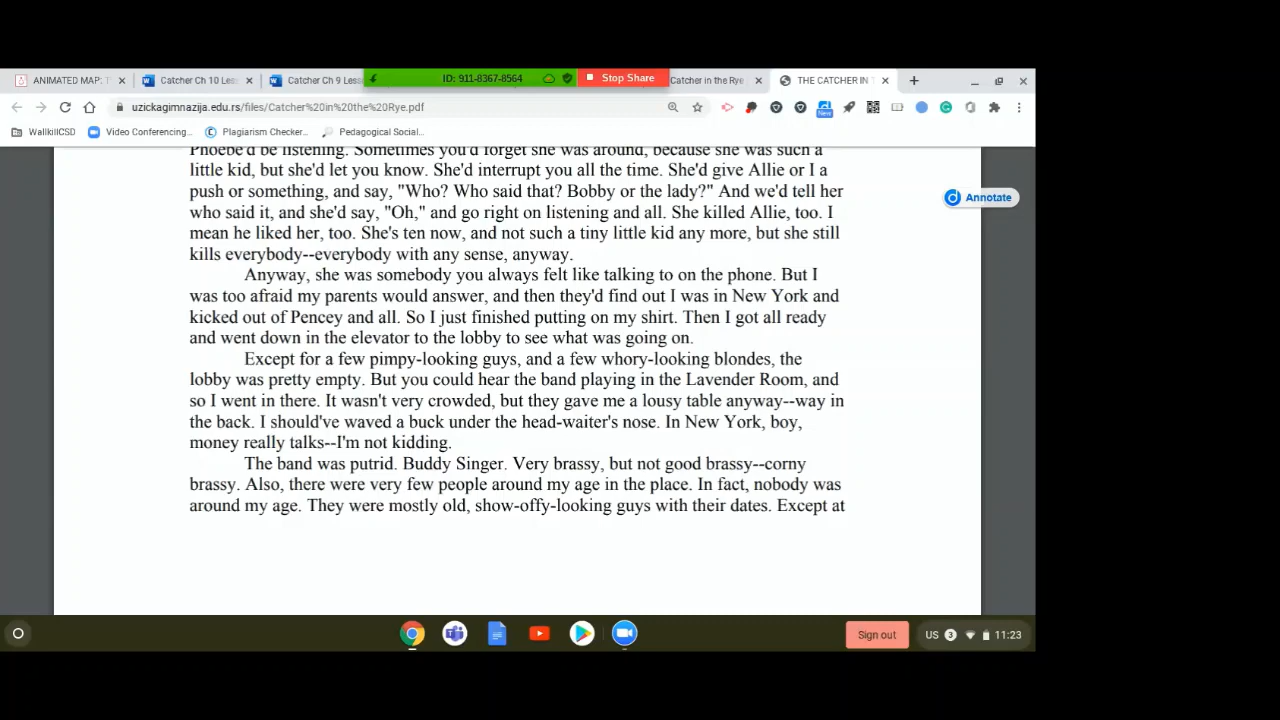 ANIMATED MAP:
Catcher Ch 10 Less
Catcher Ch 9 Less
ID: 911-8367-8564
Stop Share
Catcher in the Rye
THE CATCHER IN T
uzickagimnazija.edu.rs/files/Catcher%20in%20the%20Rye.pdf
New
WallkillCSD
Video Conferencing...
Plagiarism Checker...
Pedagogical Social...
Annotate
Phoebe'd be listening. Sometimes you'd forget she was around, because she was such a
little kid, but she'd let you know. She'd interrupt you all the time. She'd give Allie or I a
push or something, and say, "Who? Who said that? Bobby or the lady?" And we'd tell her
who said it, and she'd say, "Oh," and go right on listening and all. She killed Allie, too. I
mean he liked her, too. She's ten now, and not such a tiny little kid any more, but she still
kills everybody--everybody with any sense, anyway.
Anyway, she was somebody you always felt like talking to on the phone. But I
was too afraid my parents would answer, and then they'd find out I was in New York and
kicked out of Pencey and all. So I just finished putting on my shirt. Then I got all ready
and went down in the elevator to the lobby to see what was going on.
Except for a few pimpy-looking guys, and a few whory-looking blondes, the
lobby was pretty empty. But you could hear the band playing in the Lavender Room, and
so I went in there. It wasn't very crowded, but they gave me a lousy table anyway--way in
the back. I should've waved a buck under the head-waiter's nose. In New York, boy,
money really talks--I'm not kidding.
The band was putrid. Buddy Singer. Very brassy, but not good brassy--corny
brassy. Also, there were very few people around my age in the place. In fact, nobody was
around my age. They were mostly old, show-offy-looking guys with their dates. Except at
Sign out
US 3 11:23